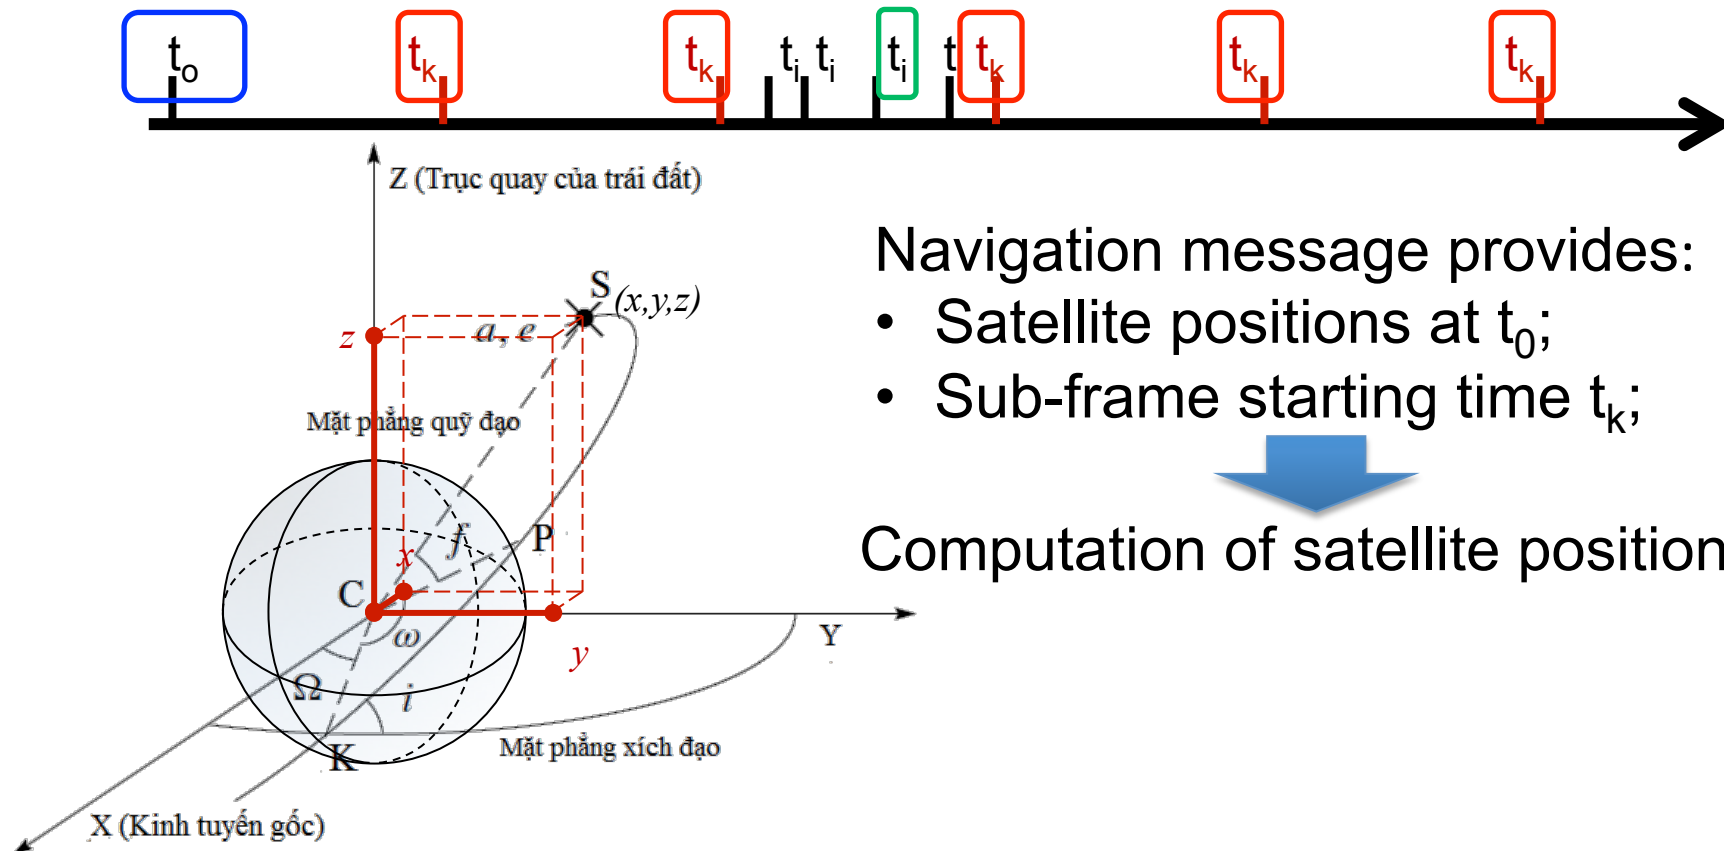 t₀ tₖ tₖ tᵢ tᵢ tᵢ t tₖ tₖ tₖ
Z (Trục quay của trái đất)
Navigation message provides:
S (x,y,z)
• Satellite positions at t₀;
z a, e
• Sub-frame starting time tₖ;
Mặt phẳng quỹ đạo
Computation of satellite position
f P
x
C
ω Y
y
Ω i
K Mặt phẳng xích đạo
X (Kinh tuyến gốc)